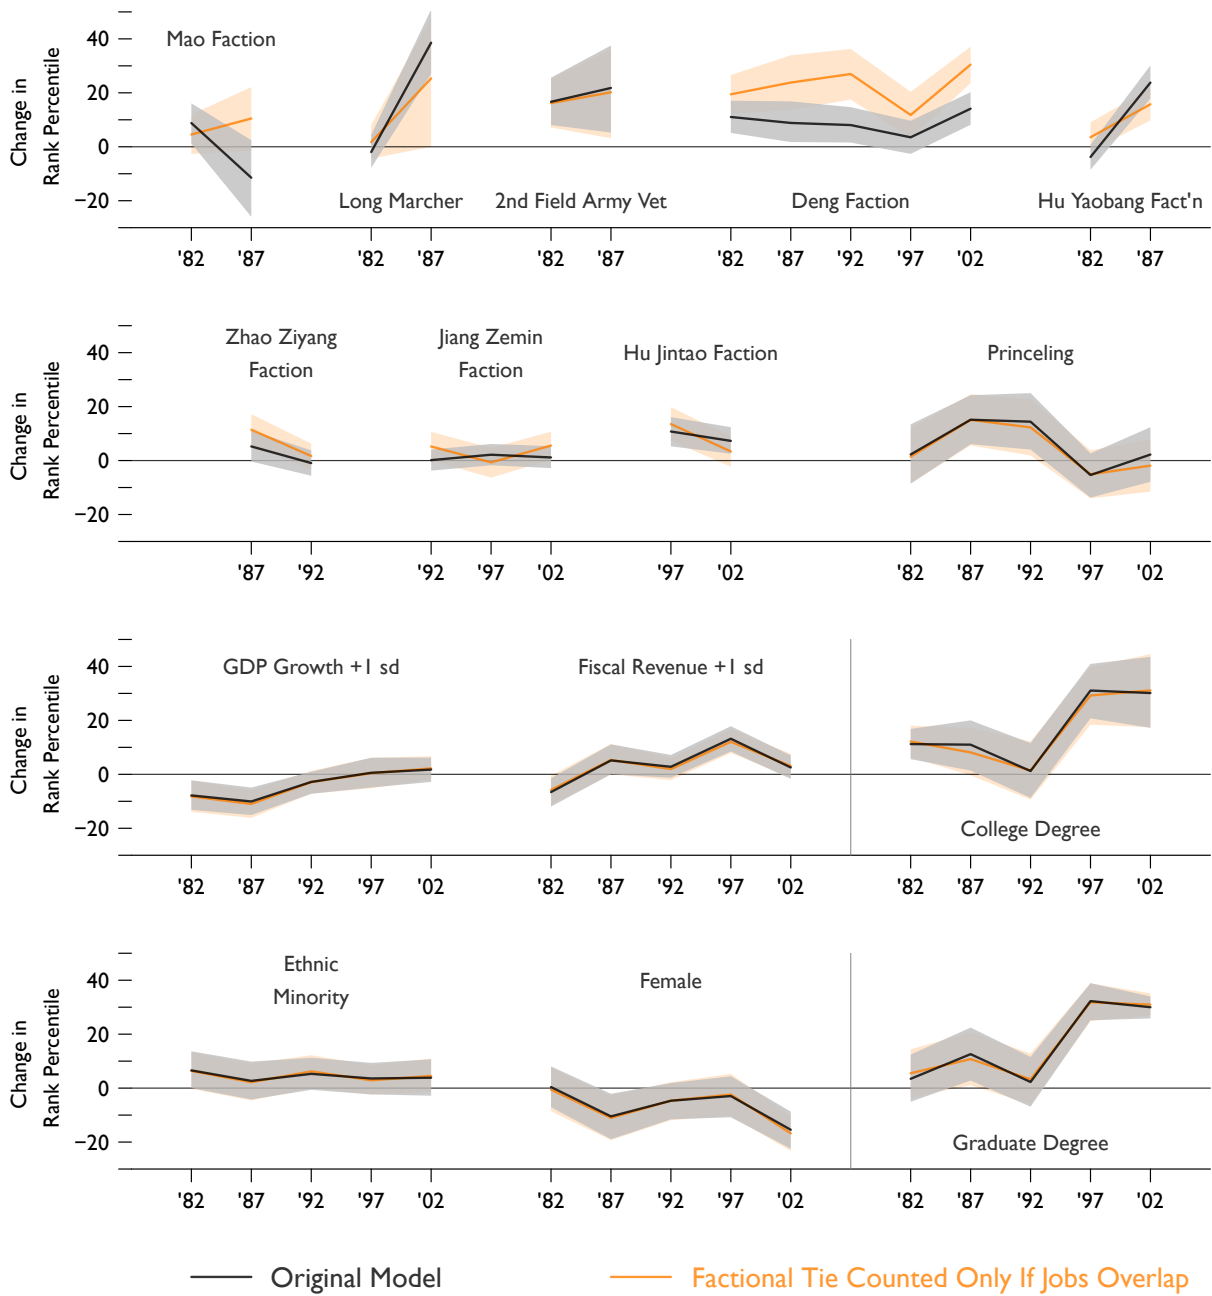 Change in
Rank Percentile
40
20
0
−20
Mao Faction
Long Marcher
2nd Field Army Vet
Deng Faction
Hu Yaobang Fact'n
'82 '87 '82 '87 '82 '87 '82 '87 '92 '97 '02 '82 '87
Change in
Rank Percentile
40
20
0
−20
Zhao Ziyang
Faction
Jiang Zemin
Faction
Hu Jintao Faction
Princeling
'87 '92 '92 '97 '02 '97 '02 '82 '87 '92 '97 '02
Change in
Rank Percentile
40
20
0
−20
GDP Growth +1 sd
Fiscal Revenue +1 sd
College Degree
'82 '87 '92 '97 '02 '82 '87 '92 '97 '02 '82 '87 '92 '97 '02
Change in
Rank Percentile
40
20
0
−20
Ethnic
Minority
Female
Graduate Degree
'82 '87 '92 '97 '02 '82 '87 '92 '97 '02 '82 '87 '92 '97 '02
Original Model
Factional Tie Counted Only If Jobs Overlap